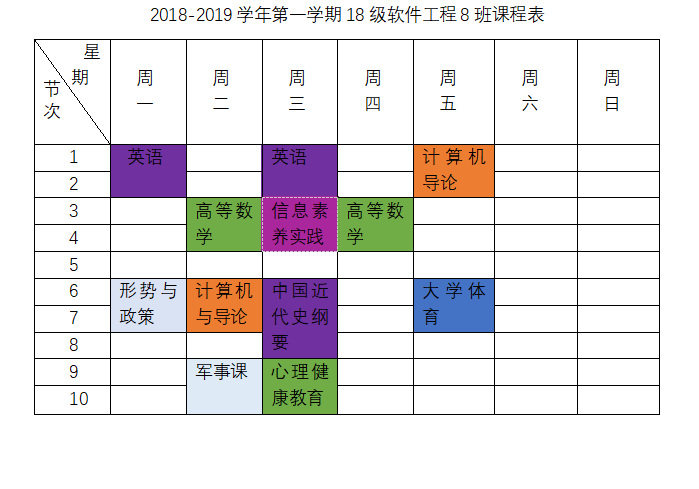 2018-2019 学年第一学期 18 级软件工程 8 班课程表
星
期
节
次
周
一
周
二
周
三
周
四
周
五
周
六
周
日
1
英语
英语
计算机
导论
2
3
高等数
学
信息素
养实践
高等数
学
4
5
6
形势与
政策
计算机
与导论
中国近
代史纲
要
大学体
育
7
8
9
军事课
心理健
康教育
10